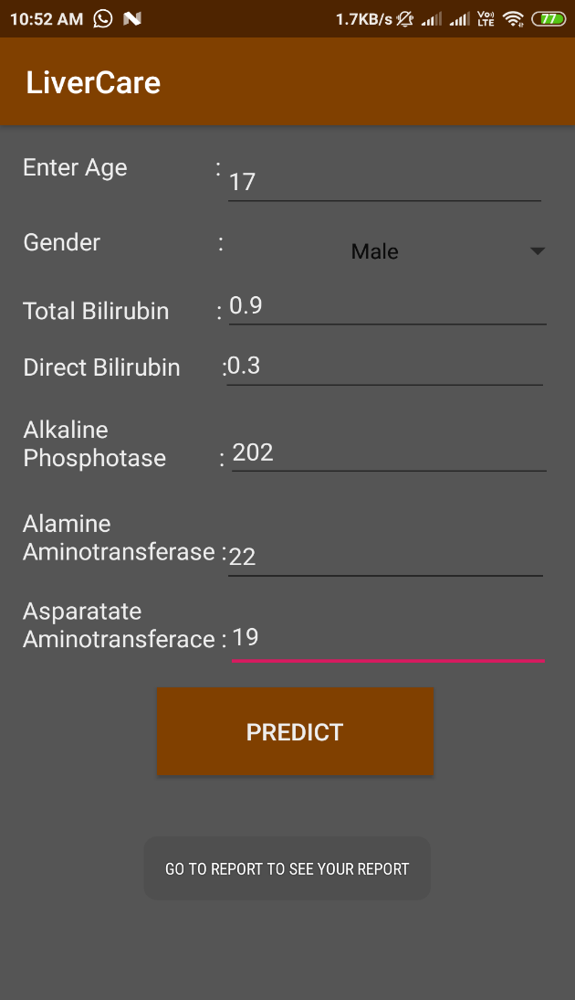 10:52 AM 1.7KB/s Vo) LTE 77
LiverCare
Enter Age : 17
Gender : Male
Total Bilirubin : 0.9
Direct Bilirubin :0.3
Alkaline
Phosphotase : 202
Alamine
Aminotransferase :22
Asparatate
Aminotransferace : 19
PREDICT
GO TO REPORT TO SEE YOUR REPORT